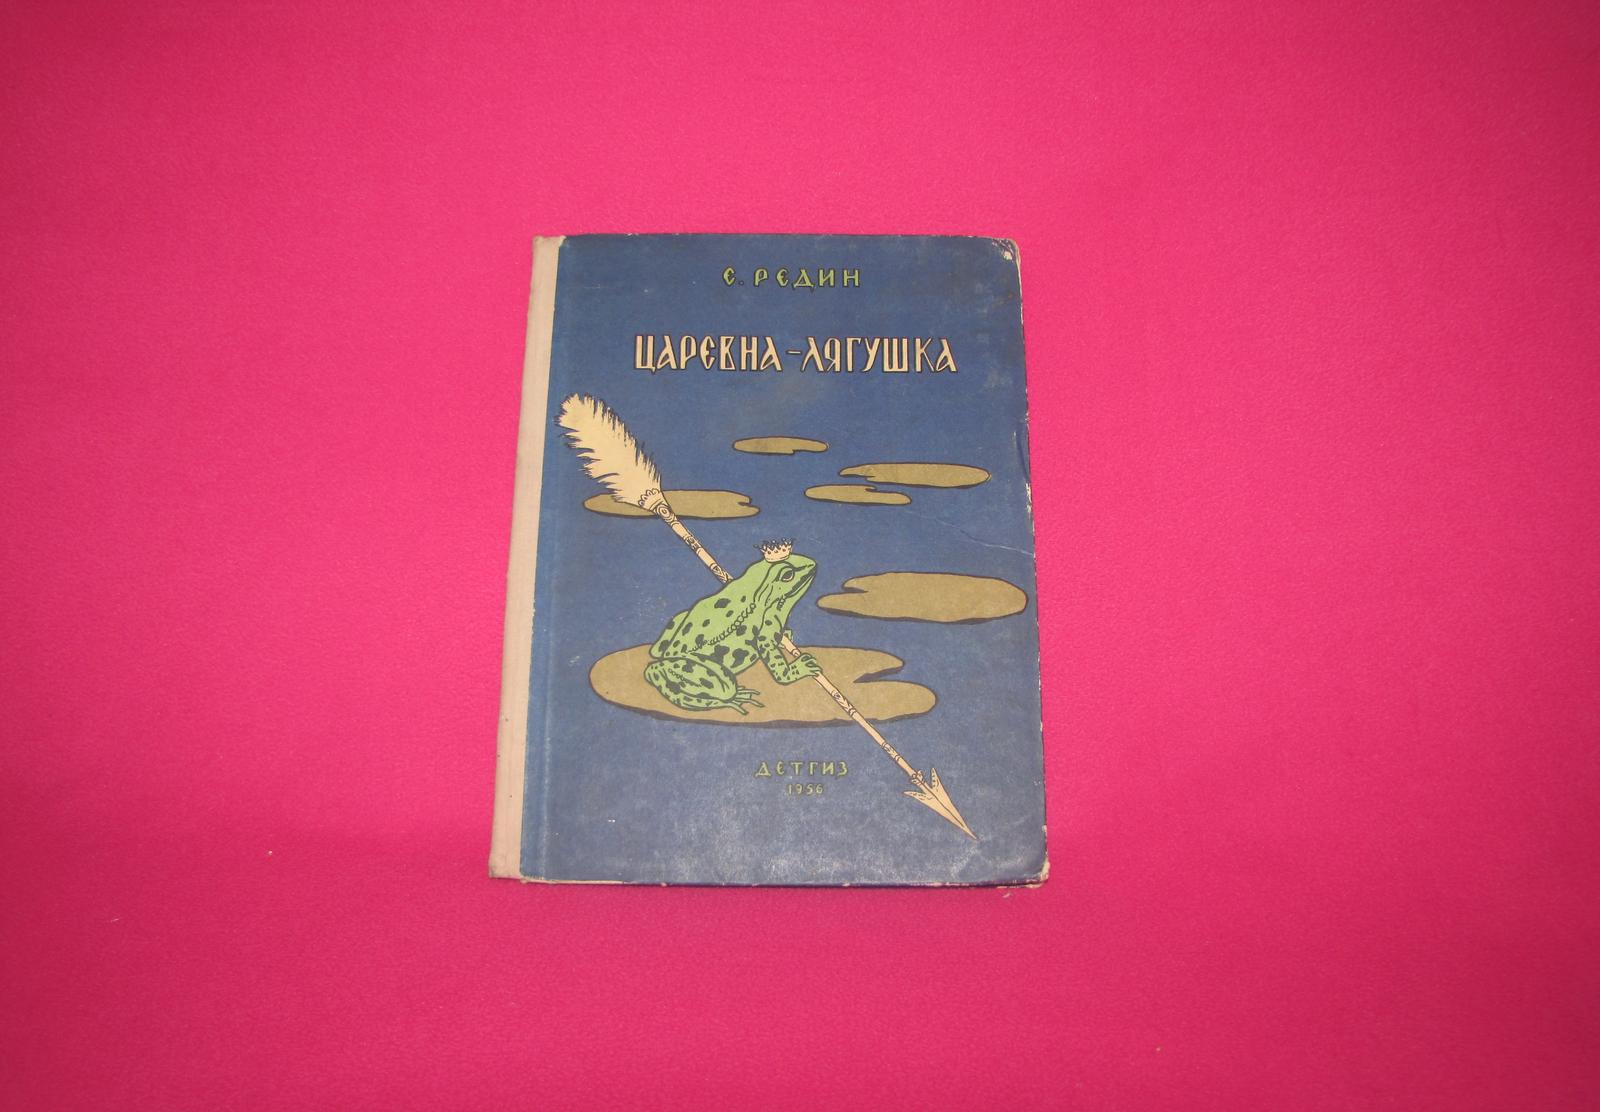 Е. РЕДИН
ЦАРЕВНА-ЛЯГУШКА
ДЕТГИЗ
1956